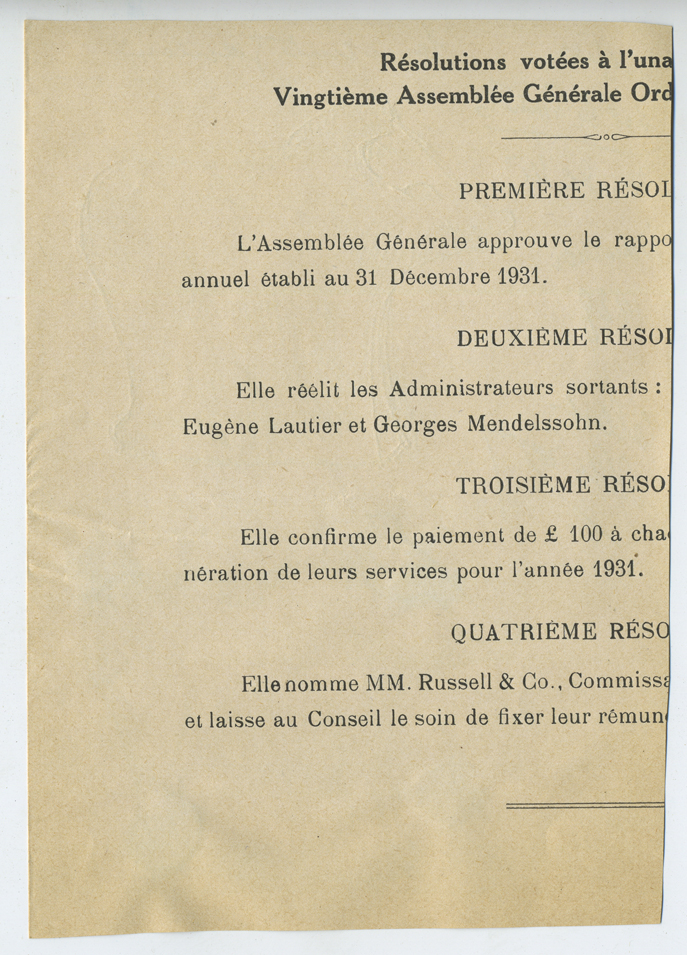 Résolutions votées à l'una
Vingtième Assemblée Générale Ord
PREMIÈRE RÉSOL
L'Assemblée Générale approuve le rappo
annuel établi au 31 Décembre 1931.
DEUXIÈME RÉSOL
Elle réélit les Administrateurs sortants :
Eugène Lautier et Georges Mendelssohn.
TROISIÈME RÉSO
Elle confirme le paiement de £ 100 à cha
nération de leurs services pour l'année 1931.
QUATRIÈME RÉSO
Elle nomme MM. Russell & Co., Commissa
et laisse au Conseil le soin de fixer leur rémun